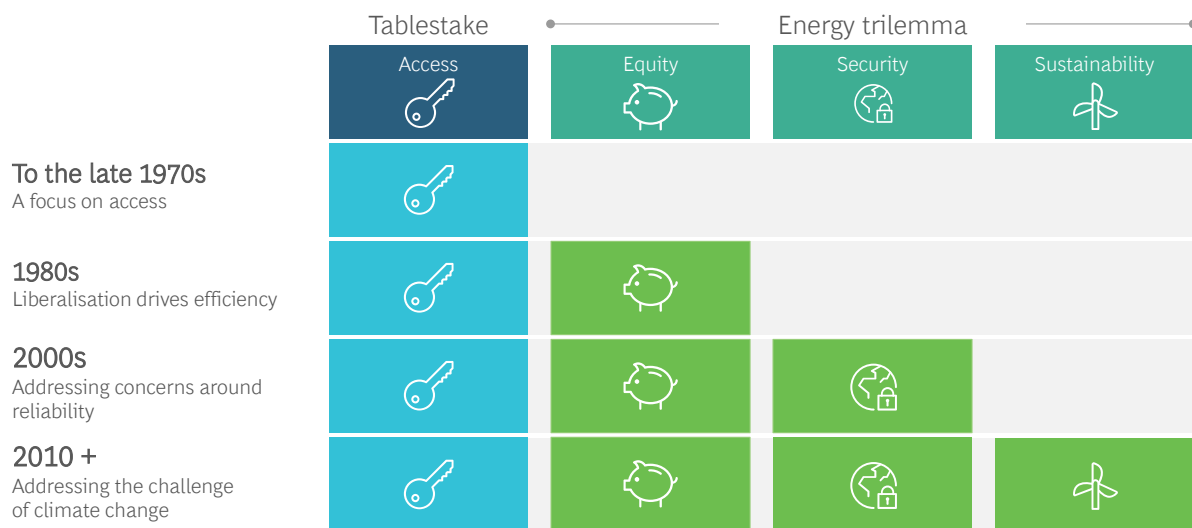 Tablestake
Energy trilemma
Access
Equity
Security
Sustainability
To the late 1970s
A focus on access
1980s
Liberalisation drives efficiency
2000s
Addressing concerns around
reliability
2010 +
Addressing the challenge
of climate change